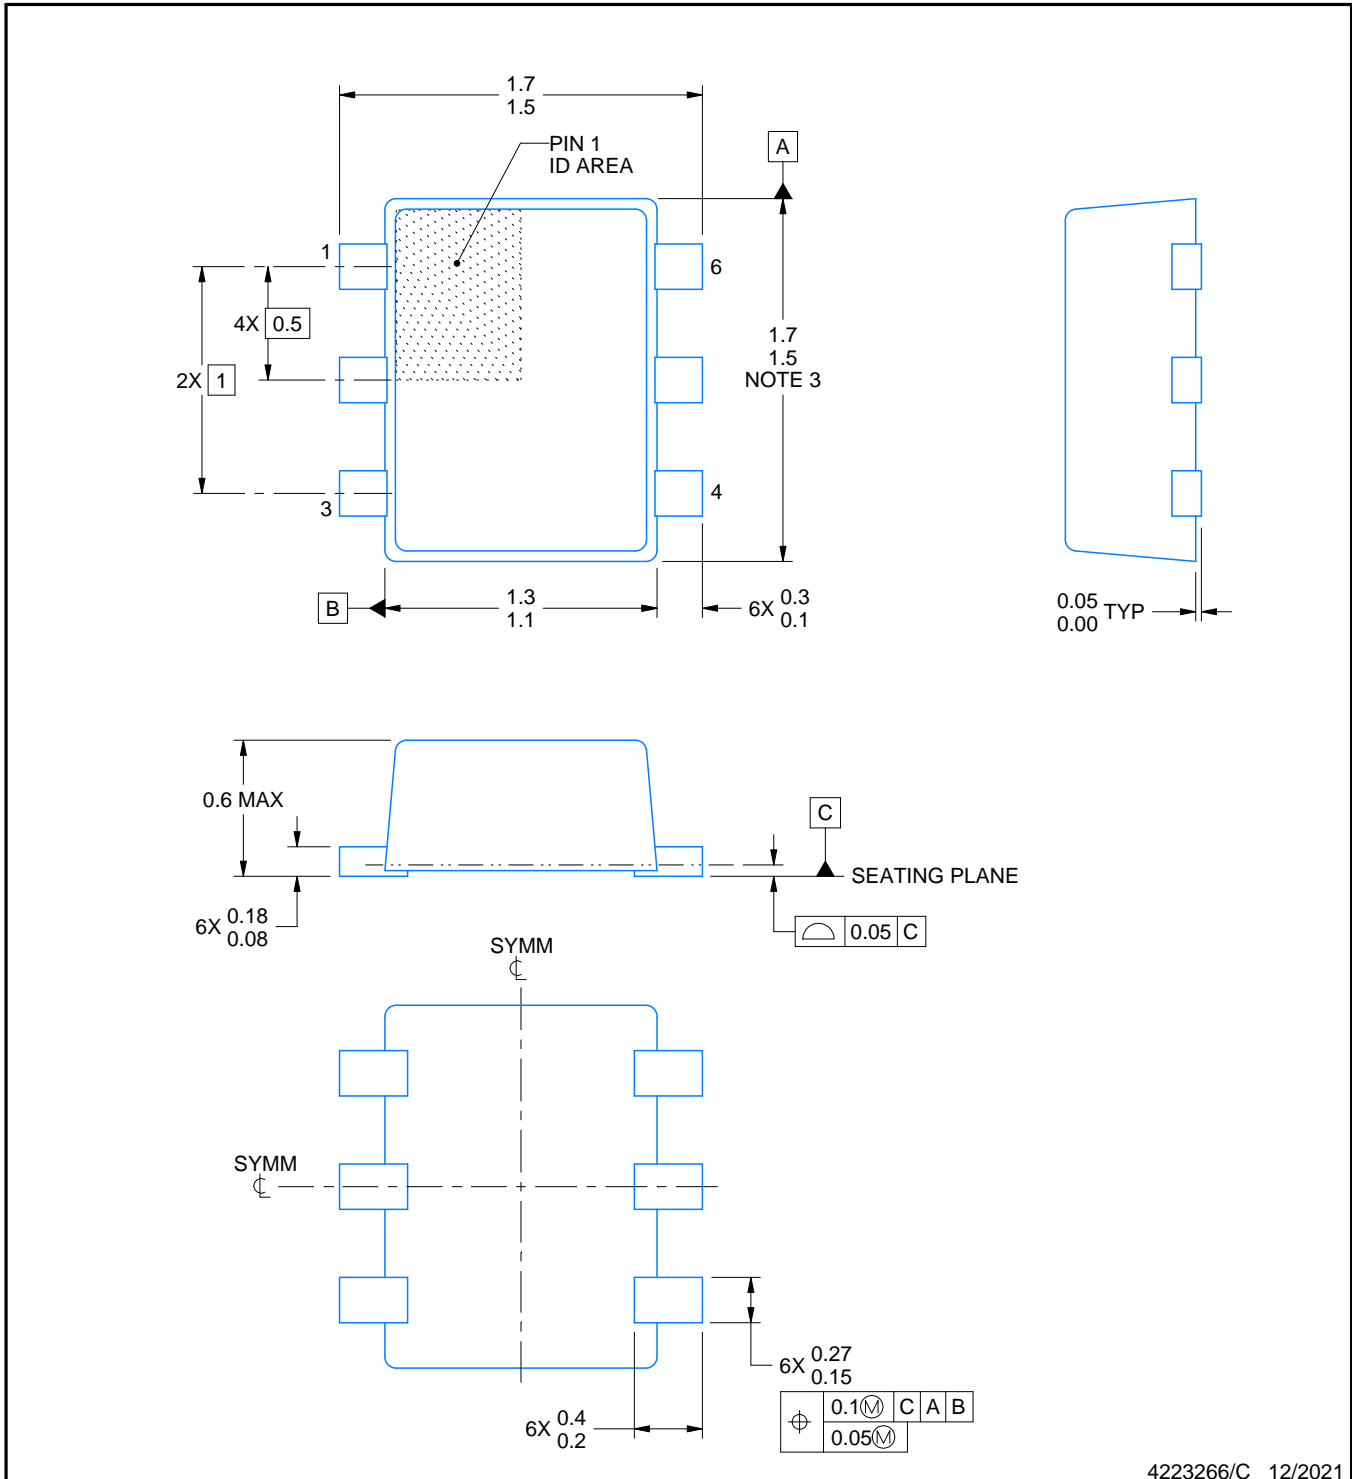 1.7
1.5
PIN 1
ID AREA
A
1
6
4X 0.5
1.7
1.5
NOTE 3
2X 1
3
4
B
1.3
1.1
6X 0.3
0.1
0.05
0.00 TYP
0.6 MAX
C
SEATING PLANE
6X 0.18
0.08
0.05 C
SYMM
SYMM
6X 0.27
0.15
0.1Ⓜ C A B
0.05Ⓜ
6X 0.4
0.2
4223266/C 12/2021